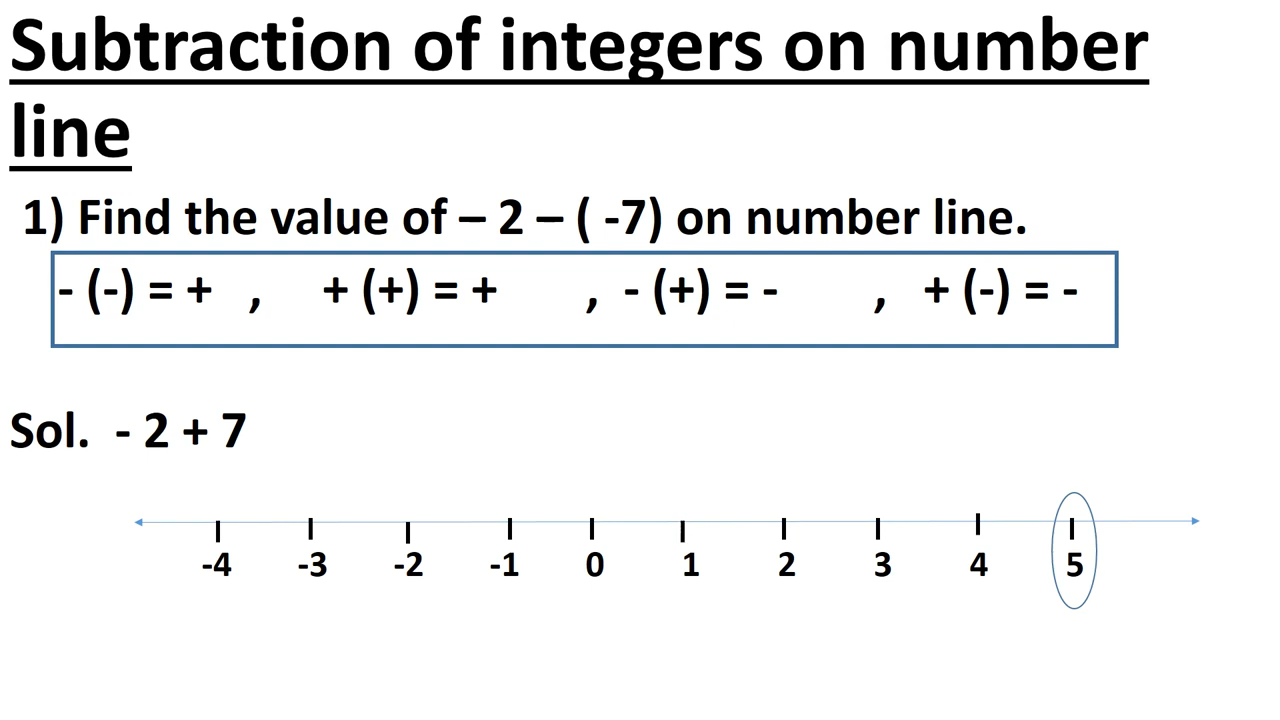 Subtraction of integers on number
line
1) Find the value of – 2 – ( -7) on number line.
- (-) = + , + (+) = + , - (+) = - , + (-) = -
Sol. - 2 + 7
-4 -3 -2 -1 0 1 2 3 4 5